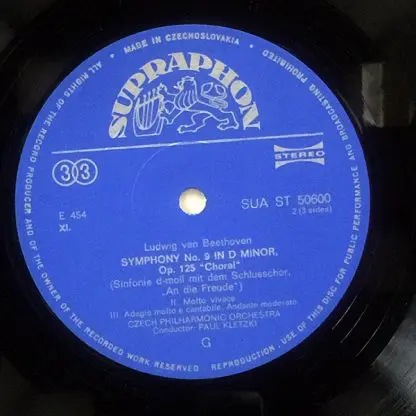 • MADE IN CZECHOSLOVAKIA •
ALL RIGHTS OF THE RECORD PRODUCER AND OF THE OWNER OF THE RECORDED WORK RESERVED • REPRODUCTION - USE OF THIS DISC FOR PUBLIC PERFORMANCE AND BROADCASTING PROHIBITED
SUPRAPHON
33
STEREO
E 454
XI.
SUA ST 50600
2 (3 sides)
Ludwig van Beethoven
SYMPHONY No. 9 IN D MINOR,
Op. 125 "Choral"
(Sinfonie d-moll mit dem Schlusschor,
„An die Freude")
II. Molto vivace
III. Adagio molto e cantabile, Andante moderato
CZECH PHILHARMONIC ORCHESTRA
Conductor: PAUL KLETZKI
G